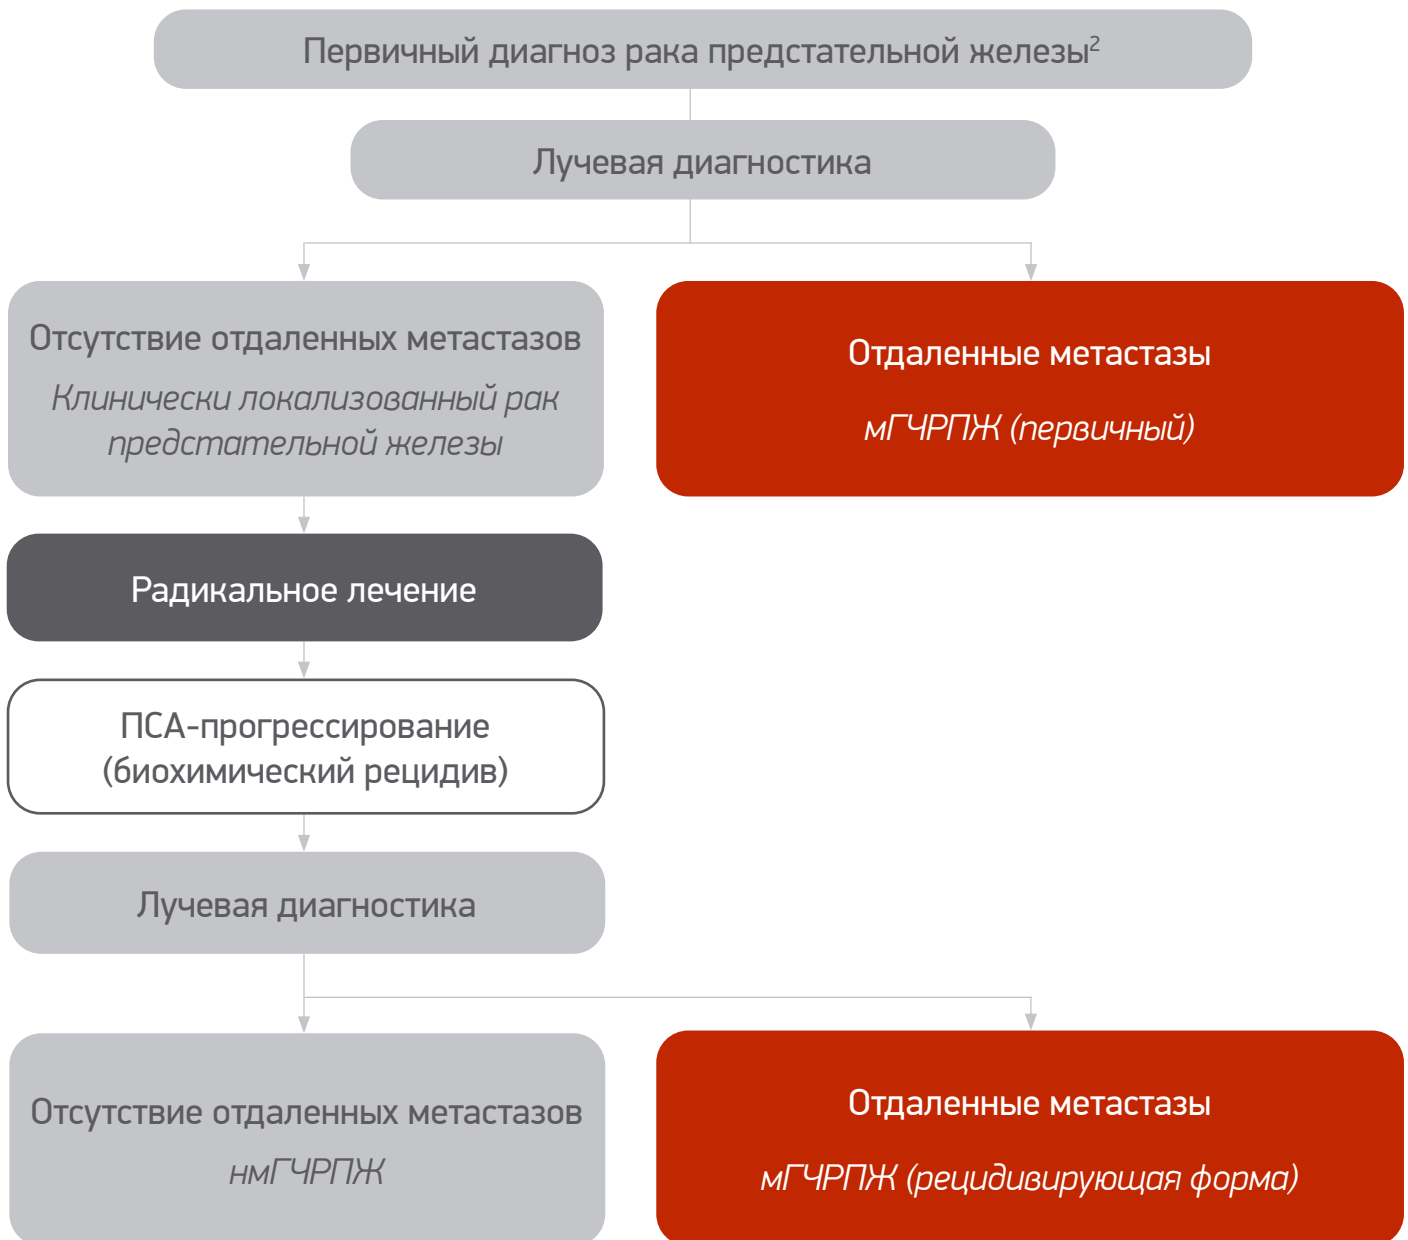 Первичный диагноз рака предстательной железы²
Лучевая диагностика
Отсутствие отдаленных метастазов
Клинически локализованный рак
предстательной железы
Отдаленные метастазы
мГЧРПЖ (первичный)
Радикальное лечение
ПСА-прогрессирование
(биохимический рецидив)
Лучевая диагностика
Отсутствие отдаленных метастазов
нмГЧРПЖ
Отдаленные метастазы
мГЧРПЖ (рецидивирующая форма)